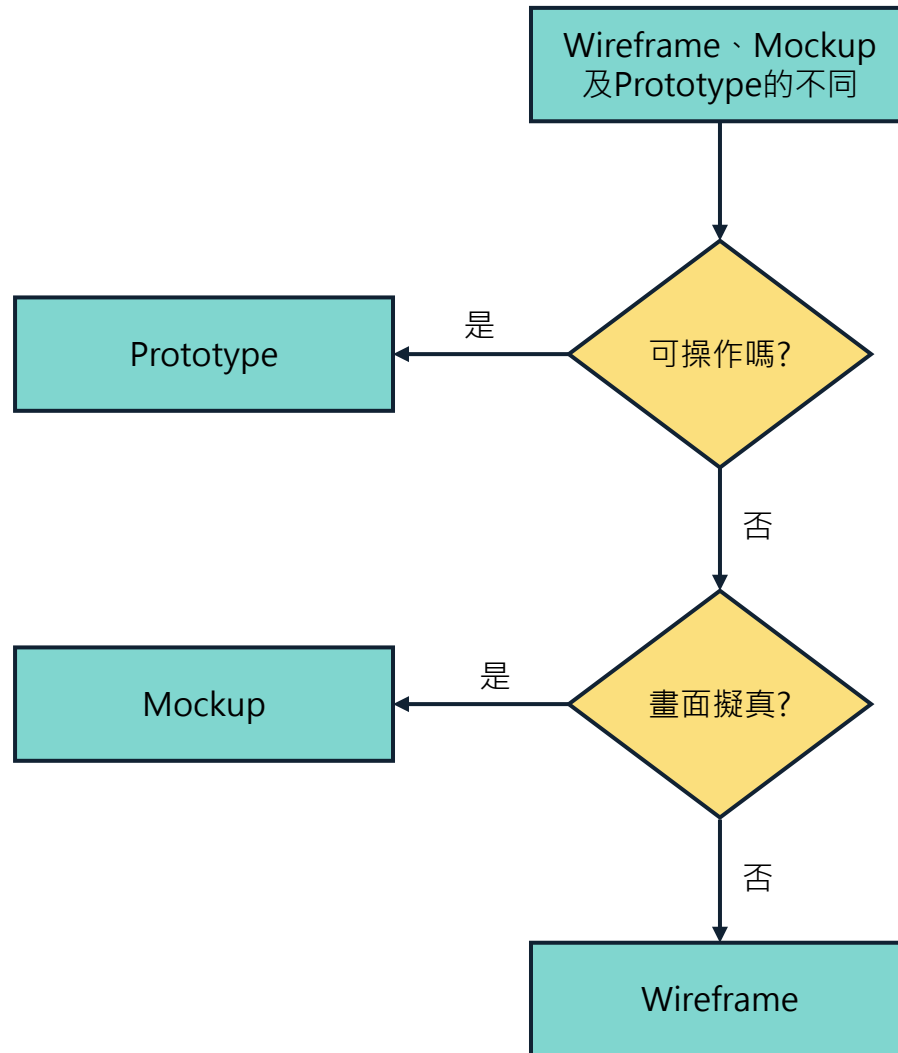 Wireframe、Mockup
及Prototype的不同
可操作嗎?
是
Prototype
否
畫面擬真?
是
Mockup
否
Wireframe